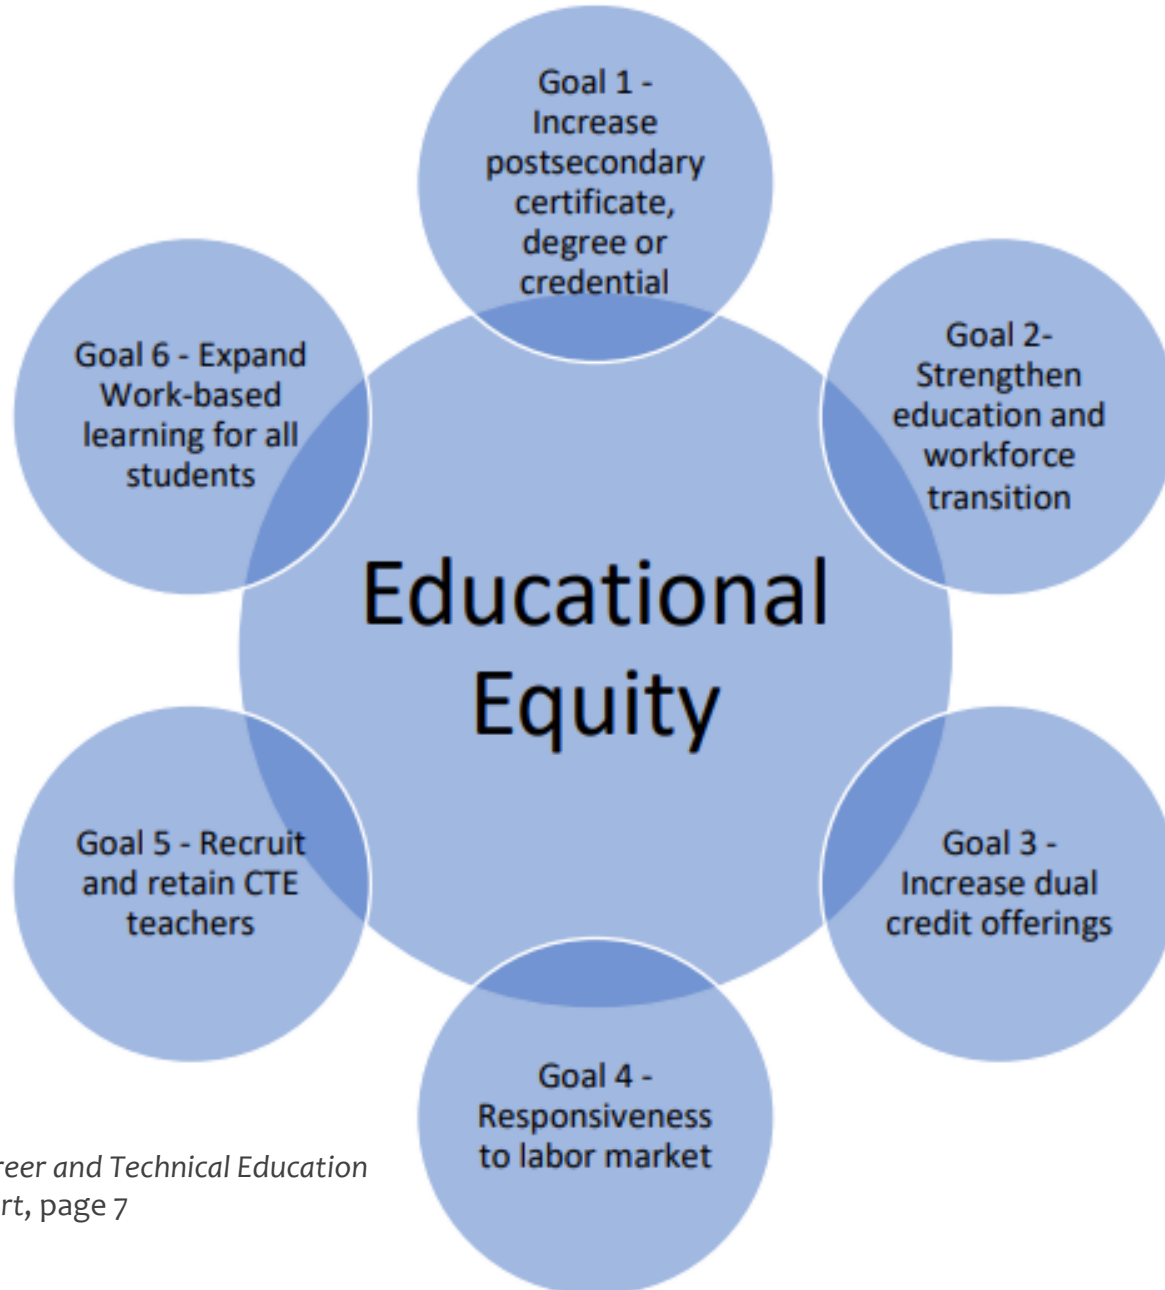 Goal 1 -
Increase
postsecondary
certificate,
degree or
credential
Goal 2-
Strengthen
education and
workforce
transition
Goal 3 -
Increase dual
credit offerings
Goal 4 -
Responsiveness
to labor market
Goal 5 - Recruit
and retain CTE
teachers
Goal 6 - Expand
Work-based
learning for all
students
Educational
Equity
and Technical Education
page 7